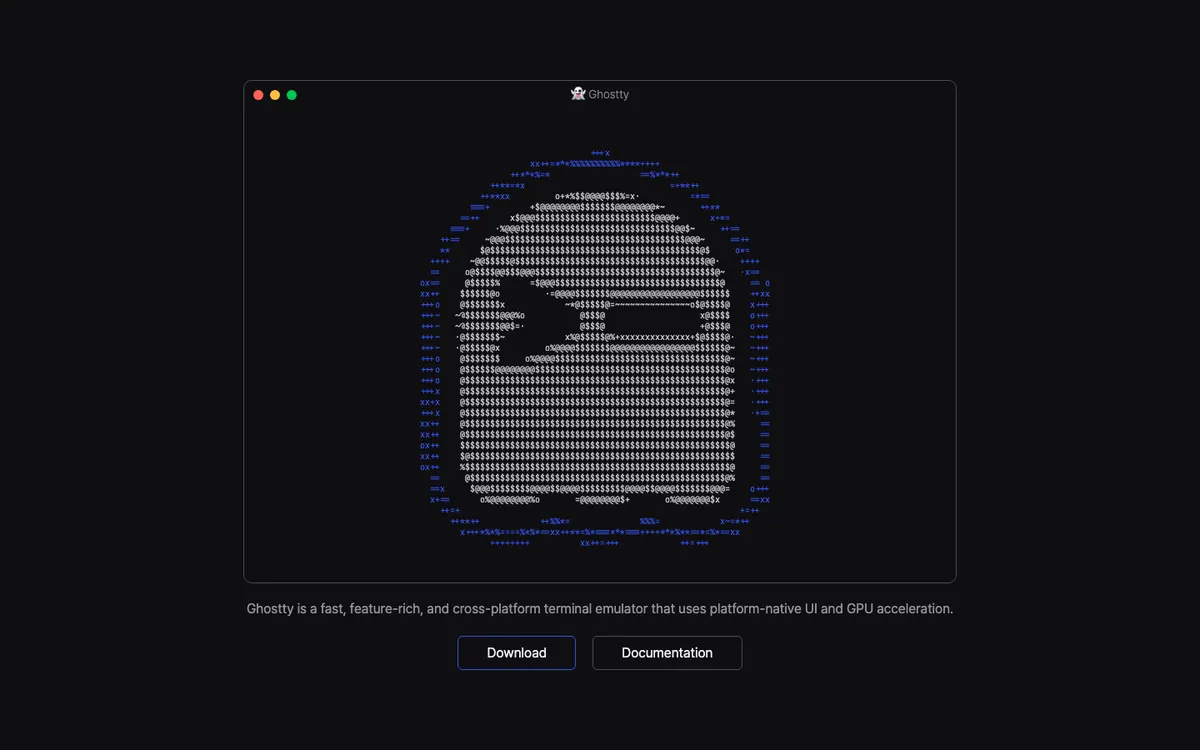 👻 Ghostty
Ghostty is a fast, feature-rich, and cross-platform terminal emulator that uses platform-native UI and GPU acceleration.
Download
Documentation